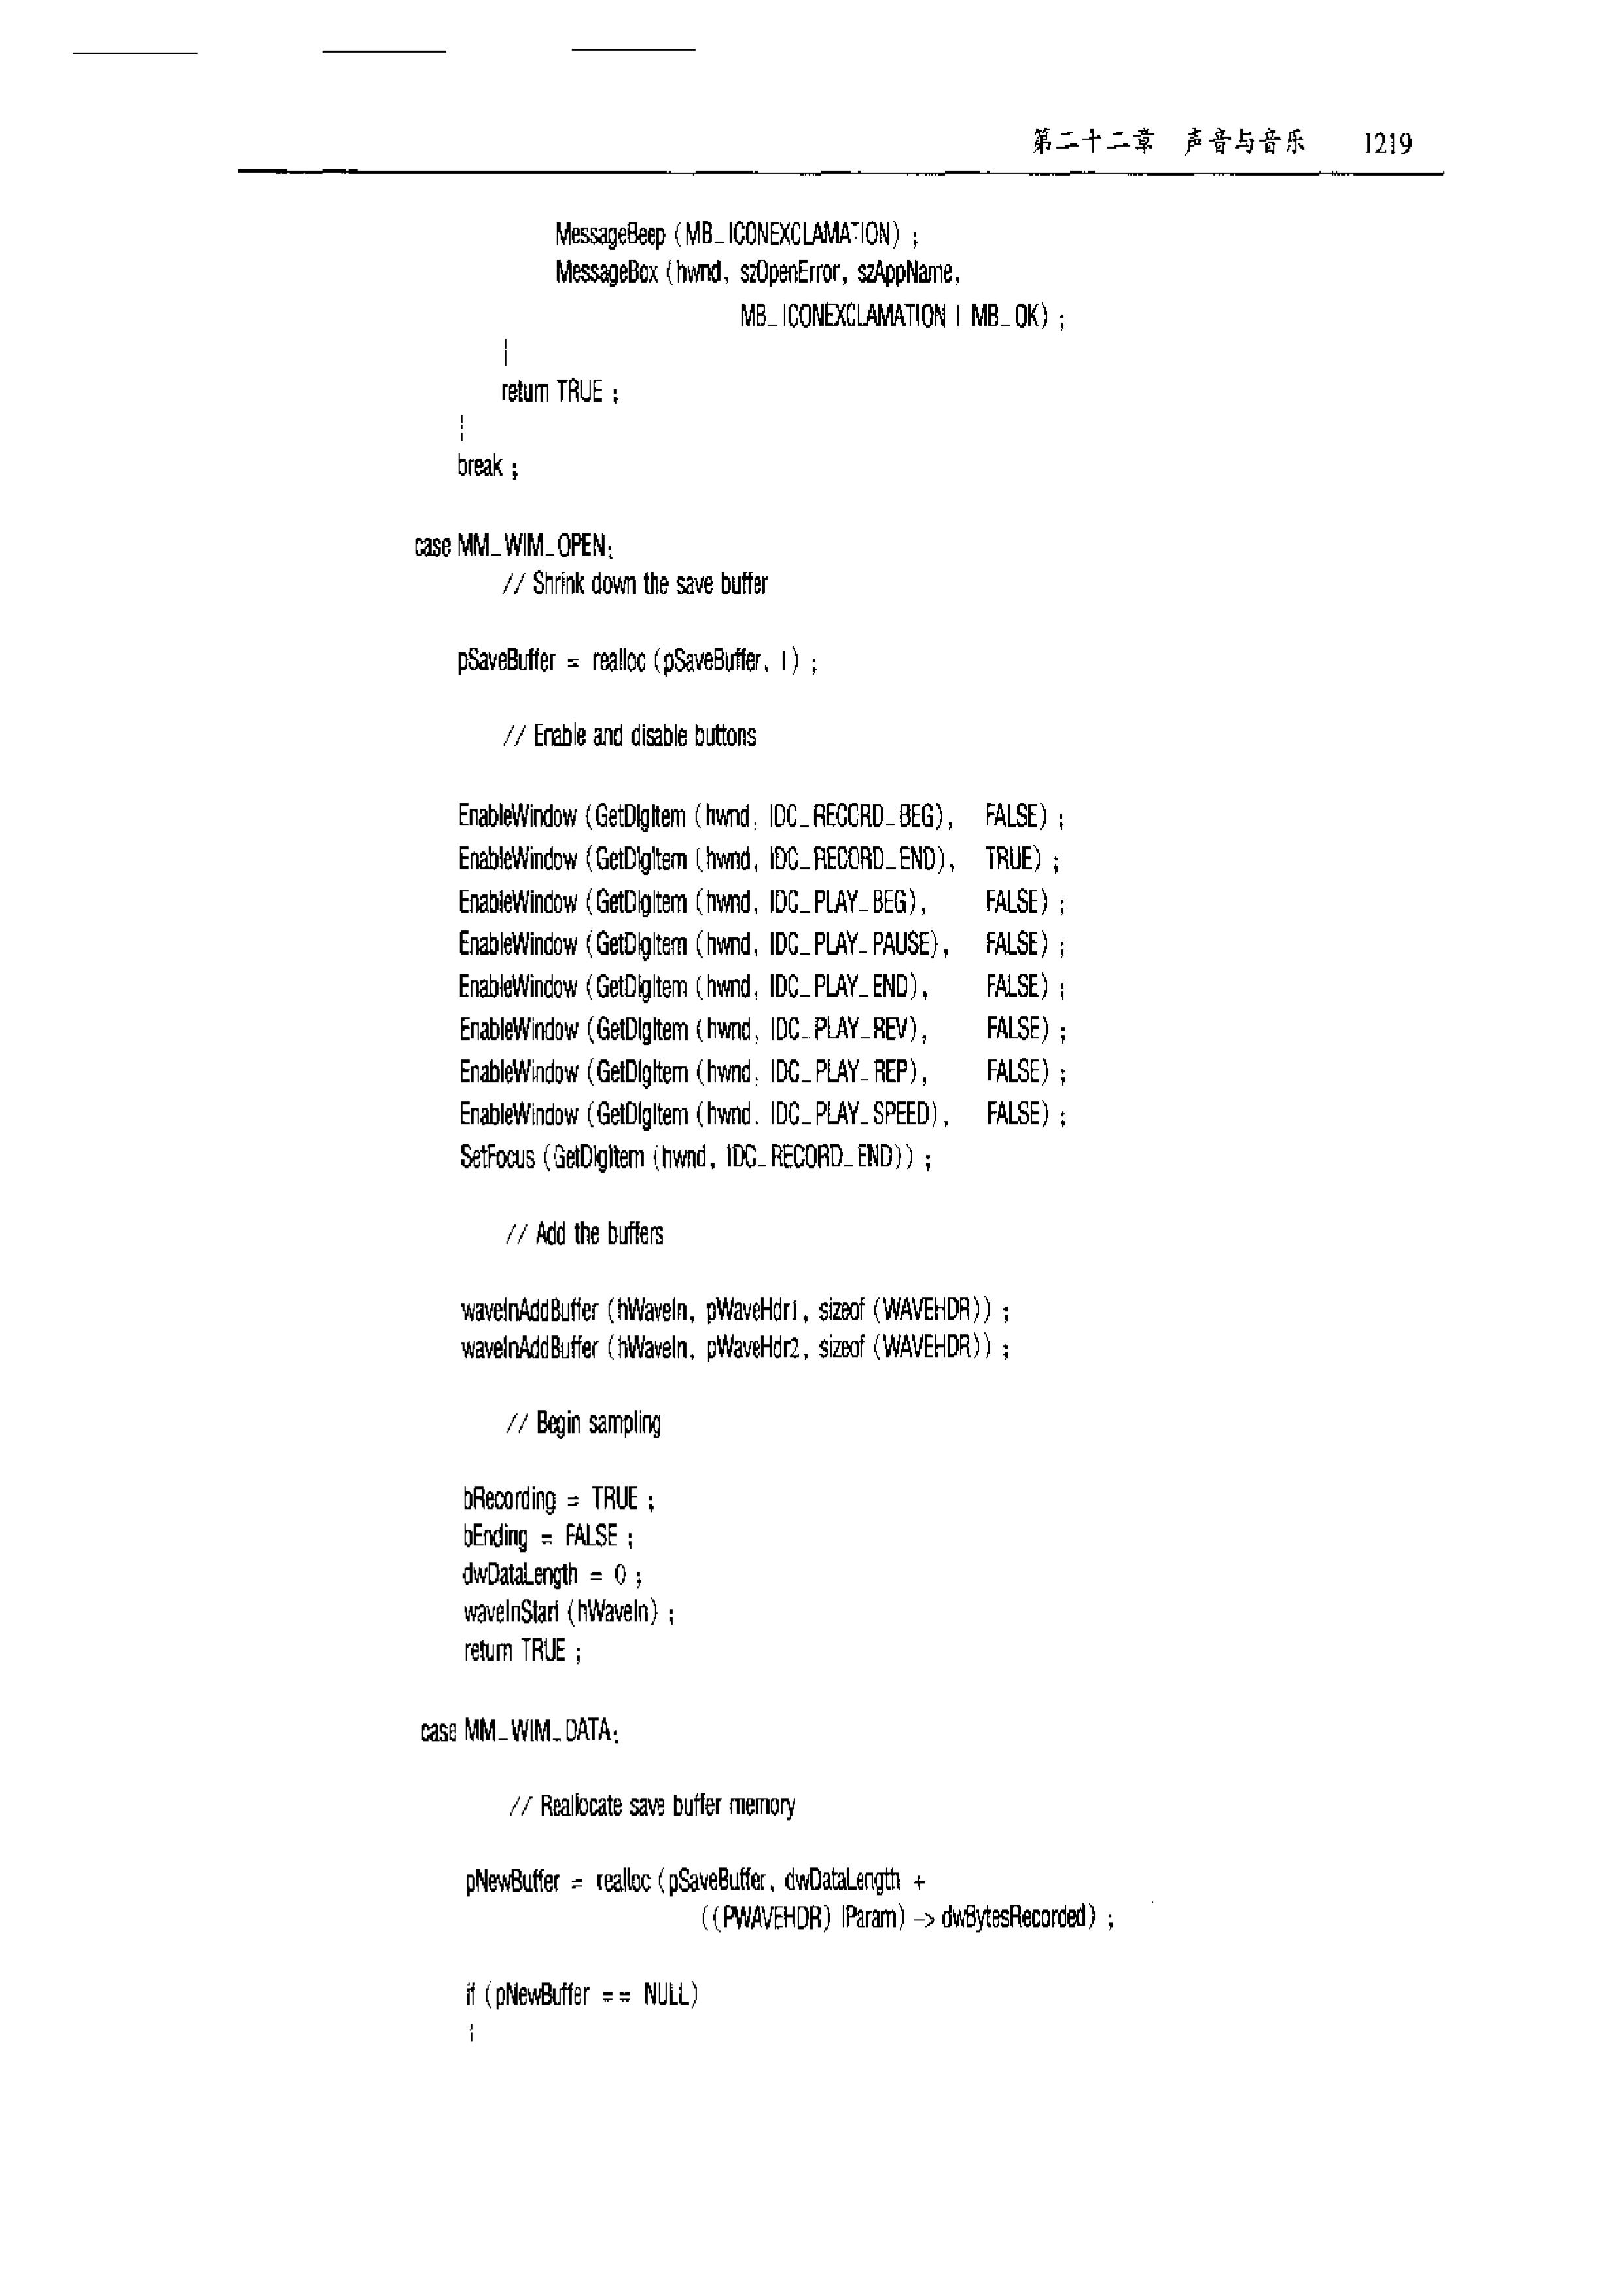 第二十二章 声音与音乐 1219
MessageBeep (MB_ICONEXCLAMATION) ;
MessageBox (hwnd, szOpenError, szAppName,
MB_ICONEXCLAMATION | MB_OK) ;
}
return TRUE ;
}
break ;
case MM_WIM_OPEN:
// Shrink down the save buffer
pSaveBuffer = realloc (pSaveBuffer, 1) ;
// Enable and disable buttons
EnableWindow (GetDlgItem (hwnd, IDC_RECORD_BEG), FALSE) ;
EnableWindow (GetDlgItem (hwnd, IDC_RECORD_END), TRUE) ;
EnableWindow (GetDlgItem (hwnd, IDC_PLAY_BEG), FALSE) ;
EnableWindow (GetDlgItem (hwnd, IDC_PLAY_PAUSE), FALSE) ;
EnableWindow (GetDlgItem (hwnd, IDC_PLAY_END), FALSE) ;
EnableWindow (GetDlgItem (hwnd, IDC_PLAY_REV), FALSE) ;
EnableWindow (GetDlgItem (hwnd, IDC_PLAY_REP), FALSE) ;
EnableWindow (GetDlgItem (hwnd, IDC_PLAY_SPEED), FALSE) ;
SetFocus (GetDlgItem (hwnd, IDC_RECORD_END)) ;
// Add the buffers
waveInAddBuffer (hWaveIn, pWaveHdr1, sizeof (WAVEHDR)) ;
waveInAddBuffer (hWaveIn, pWaveHdr2, sizeof (WAVEHDR)) ;
// Begin sampling
bRecording = TRUE ;
bEnding = FALSE ;
dwDataLength = 0 ;
waveInStart (hWaveIn) ;
return TRUE ;
case MM_WIM_DATA:
// Reallocate save buffer memory
pNewBuffer = realloc (pSaveBuffer, dwDataLength +
((PWAVEHDR) lParam) -> dwBytesRecorded) ;
if (pNewBuffer == NULL)
{